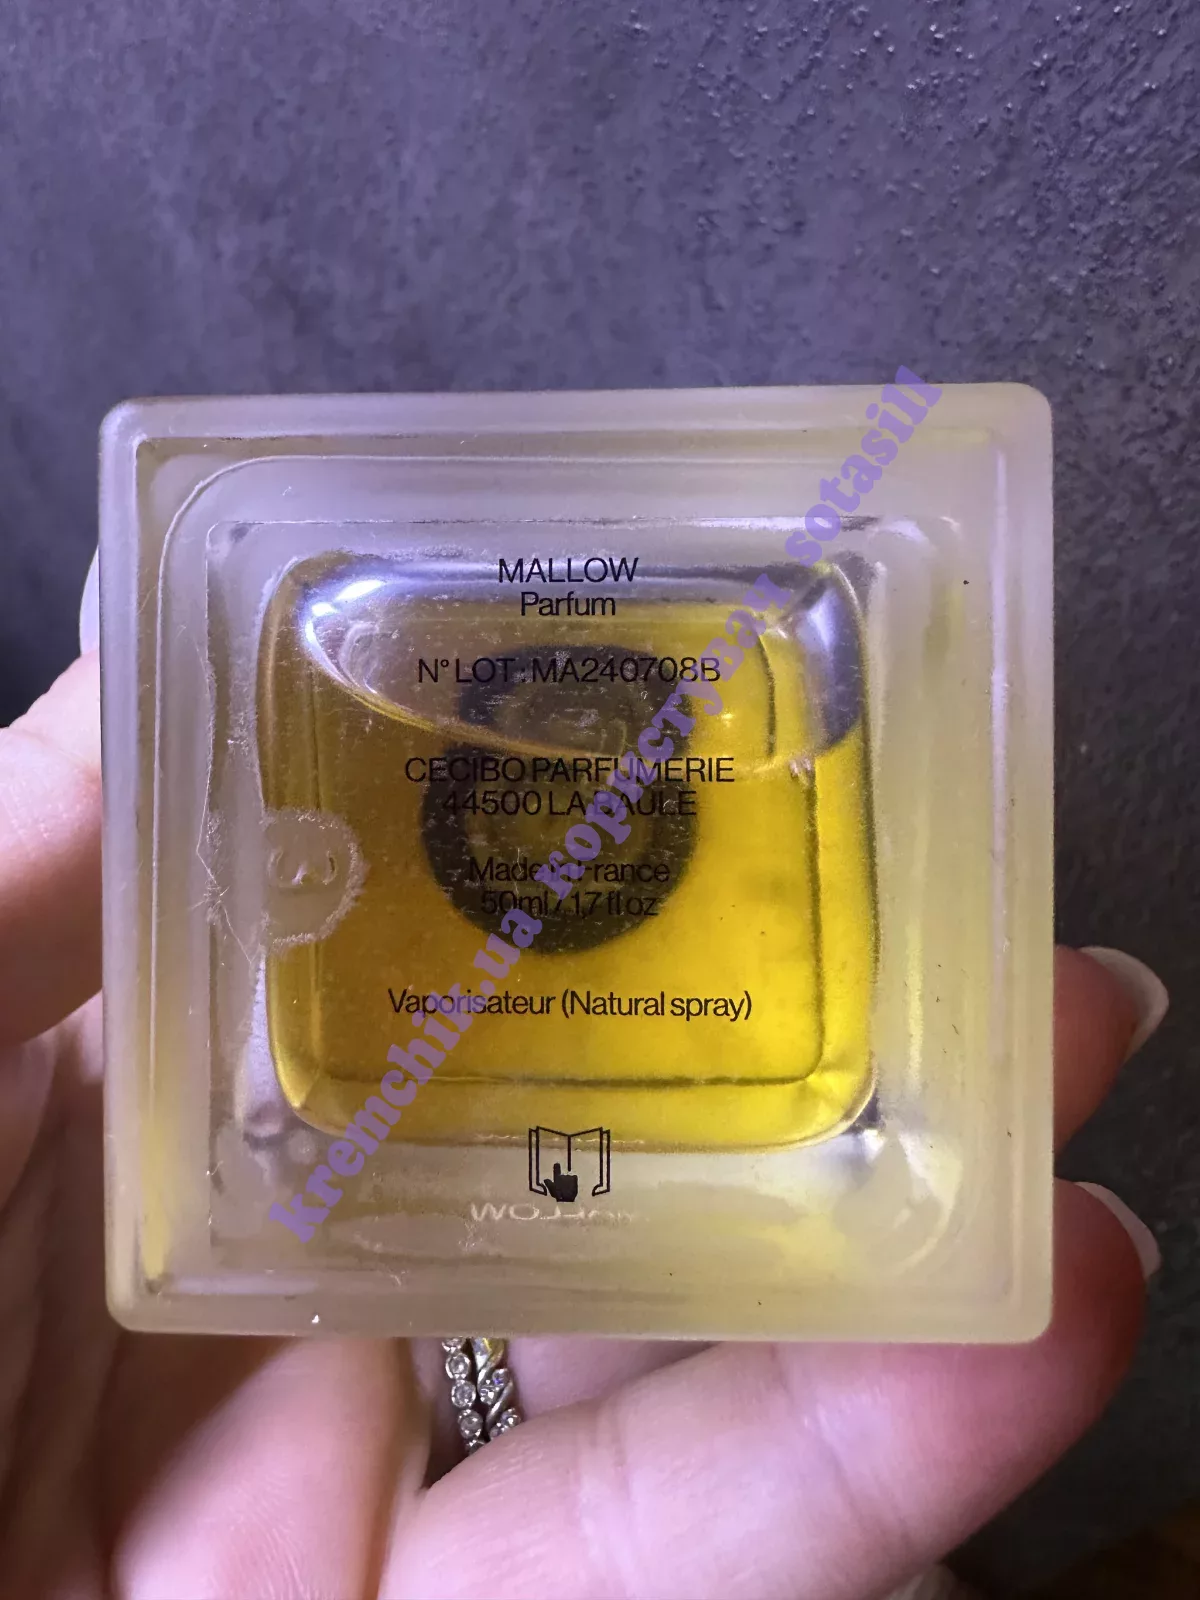 MALLOW
Parfum
N° LOT : MA240708B
CECIBO PARFUMERIE
44500 LA BAULE
Made in France
50ml / 1,7 fl oz
Vaporisateur (Natural spray)
kremchik.ua користувач sotasill